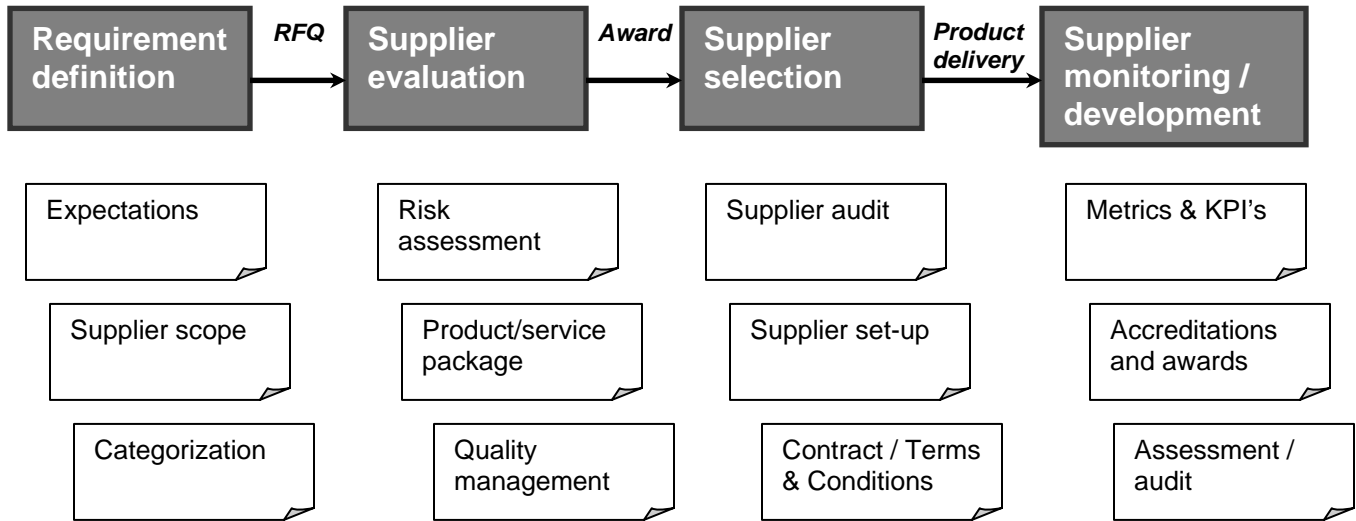 Requirement
definition
RFQ
Supplier
evaluation
Award
Supplier
selection
Product
delivery
Supplier
monitoring /
development
Expectations
Risk
assessment
Supplier audit
Metrics & KPI’s
Supplier scope
Product/service
package
Supplier set-up
Accreditations
and awards
Categorization
Quality
management
Contract / Terms
& Conditions
Assessment /
audit